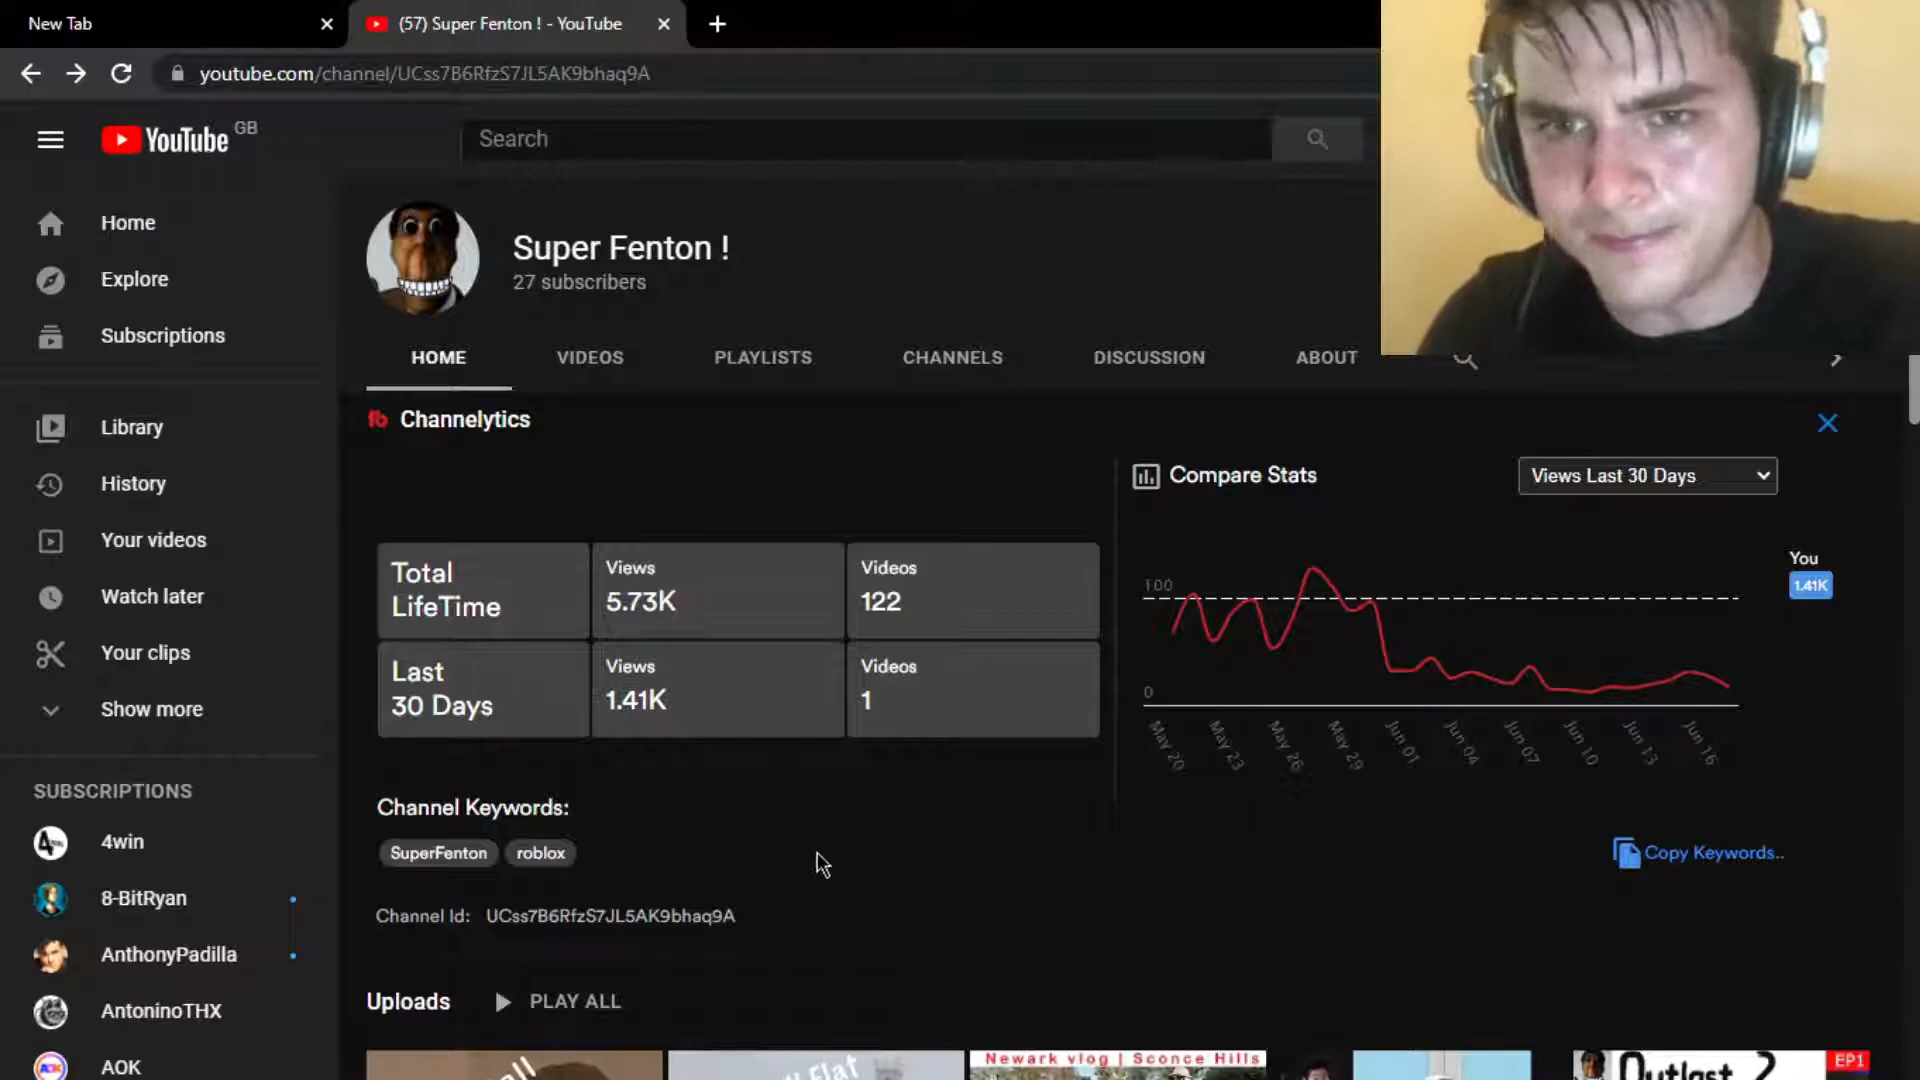 New Tab
(57) Super Fenton ! - YouTube
youtube.com/channel/UCss7B6RfzS7JL5AK9bhaq9A
YouTube GB
Search
Home
Explore
Subscriptions
Library
History
Your videos
Watch later
Your clips
Show more
SUBSCRIPTIONS
4win
8-BitRyan
AnthonyPadilla
AntoninoTHX
AOK
Super Fenton !
27 subscribers
HOME VIDEOS PLAYLISTS CHANNELS DISCUSSION ABOUT
Channelytics
Total LifeTime
Views
5.73K
Videos
122
Last 30 Days
Views
1.41K
Videos
1
Compare Stats
Views Last 30 Days
You
1.41K
100
0
May 20 May 23 May 26 May 29 Jun 01 Jun 04 Jun 07 Jun 10 Jun 13 Jun 16
Channel Keywords:
SuperFenton roblox
Copy Keywords..
Channel Id: UCss7B6RfzS7JL5AK9bhaq9A
Uploads PLAY ALL
Flat
Newark vlog | Sconce Hills
Outlast 2
EP1